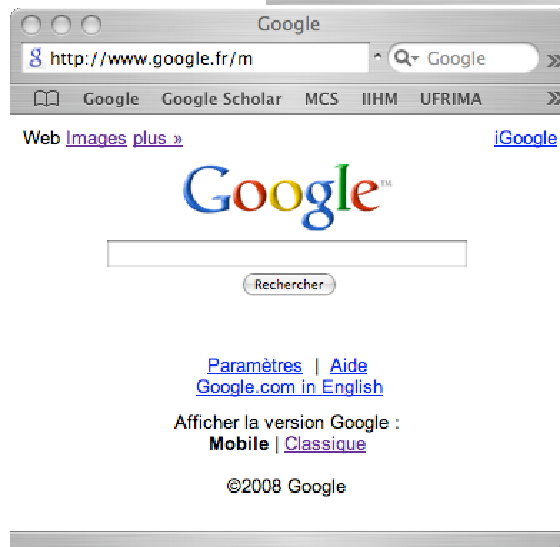 Google
http://www.google.fr/m Google
Google Google Scholar MCS IIHM UFRIMA »
Web Images plus » iGoogle
Google™
Rechercher
Paramètres | Aide
Google.com in English
Afficher la version Google :
Mobile | Classique
©2008 Google